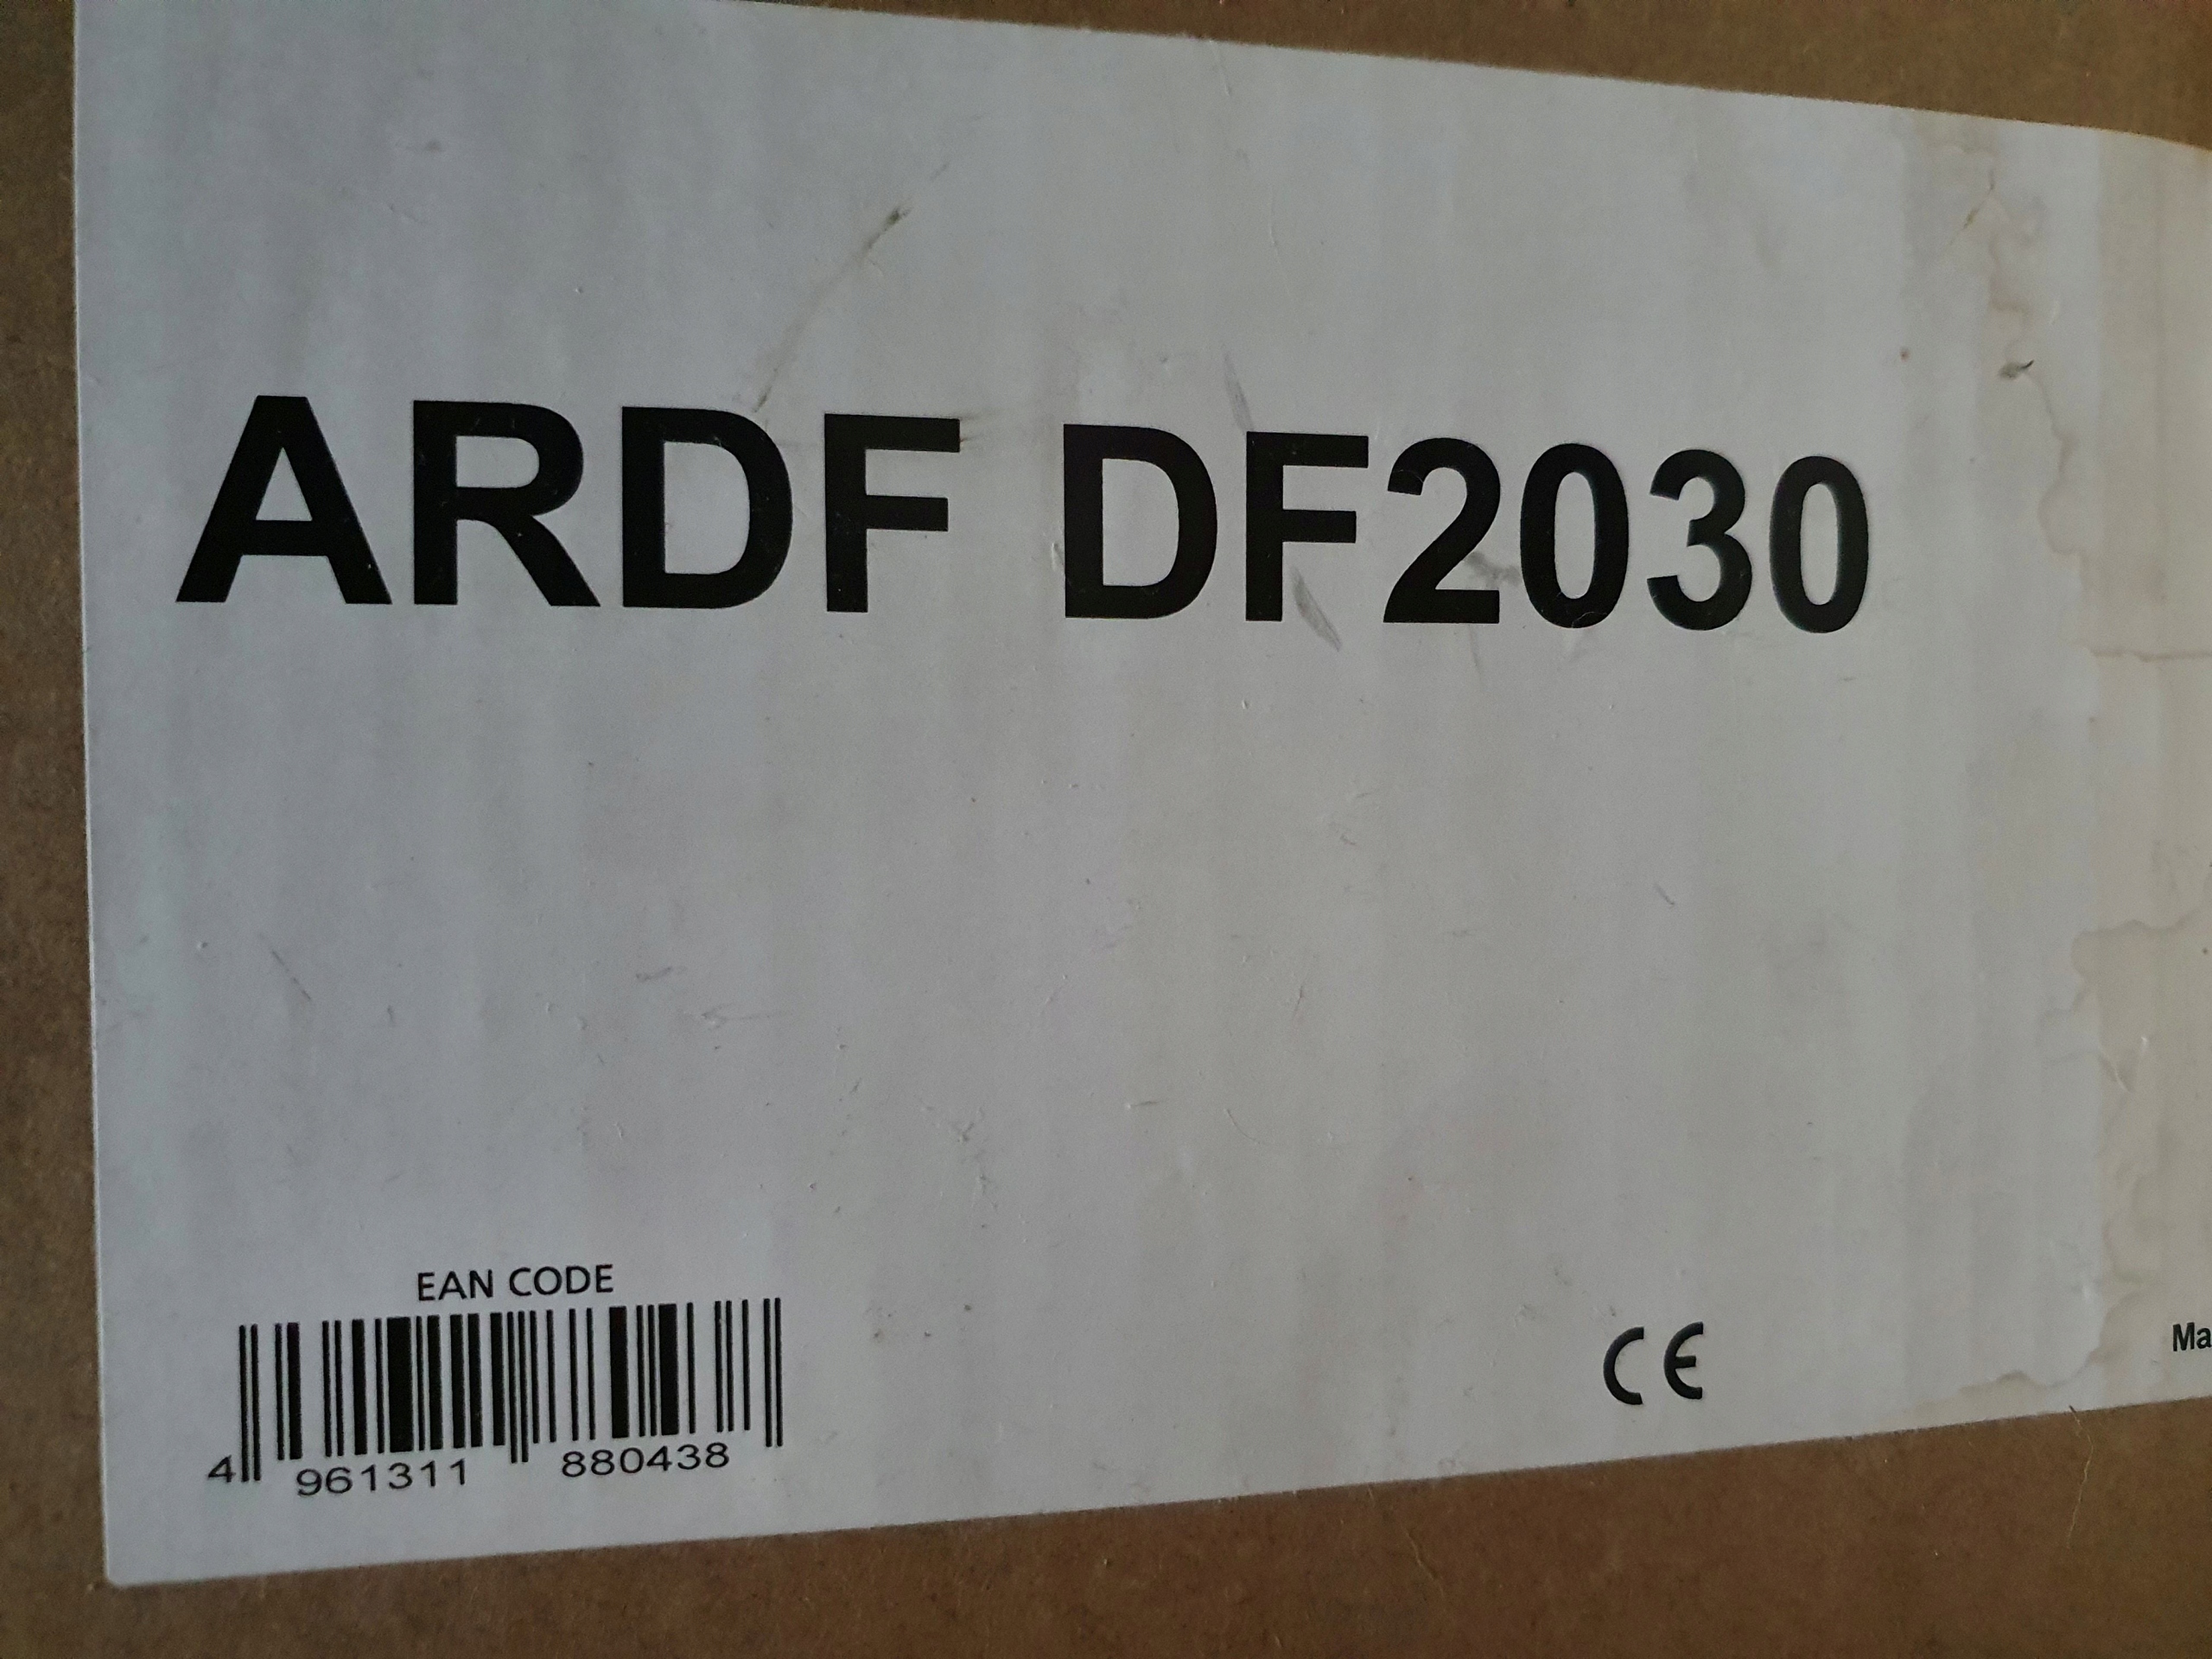 ARDF DF2030
EAN CODE
4 961311 880438
CE
Ma